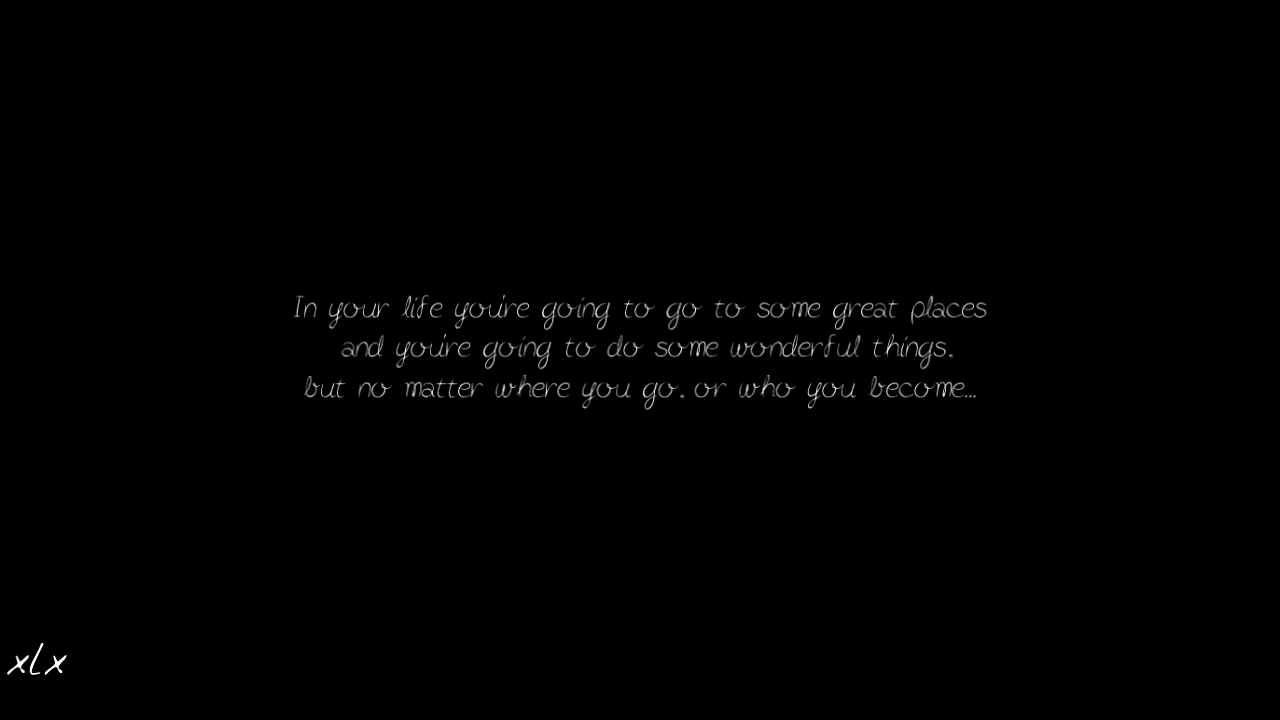 In your life you're going to go to some great places
and you're going to do some wonderful things.
but no matter where you go. or who you become...
xLx